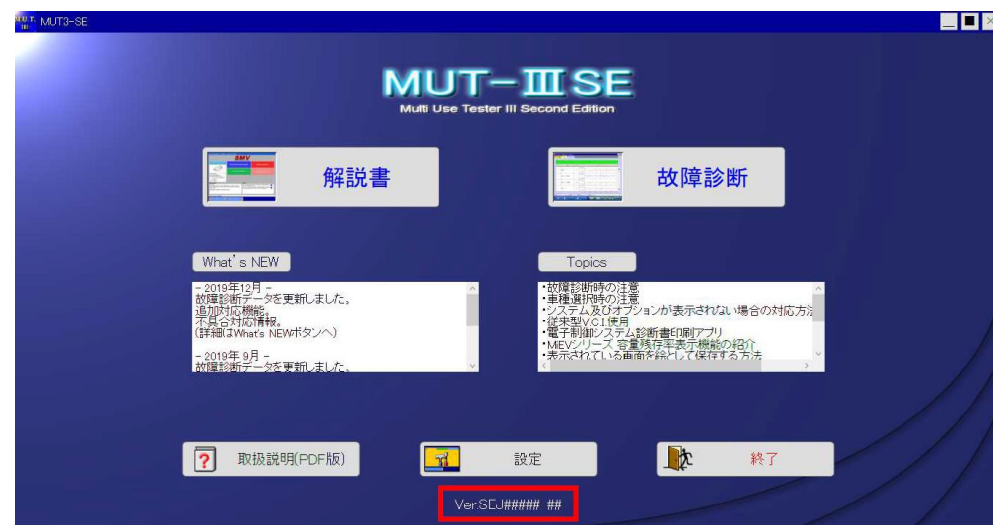 MUT3-SE
MUT-ⅢSE
Multi Use Tester III Second Edition
解説書
故障診断
What's NEW
- 2019年12月 -
故障診断データを更新しました。
追加対応機能。
不具合対応情報。
(詳細はWhat's NEWボタンへ)
- 2019年 9月 -
故障診断データを更新しました。
Topics
・故障診断時の注意
・車種選択時の注意
・システム及びオプションが表示されない場合の対応方法
・従来型V.C.I.使用
・電子制御システム診断書印刷アプリ
・MiEVシリーズ 容量残存率表示機能の紹介
・表示されている画面を絵として保存する方法
取扱説明(PDF版)
設定
終了
Ver.SEJ##### ##